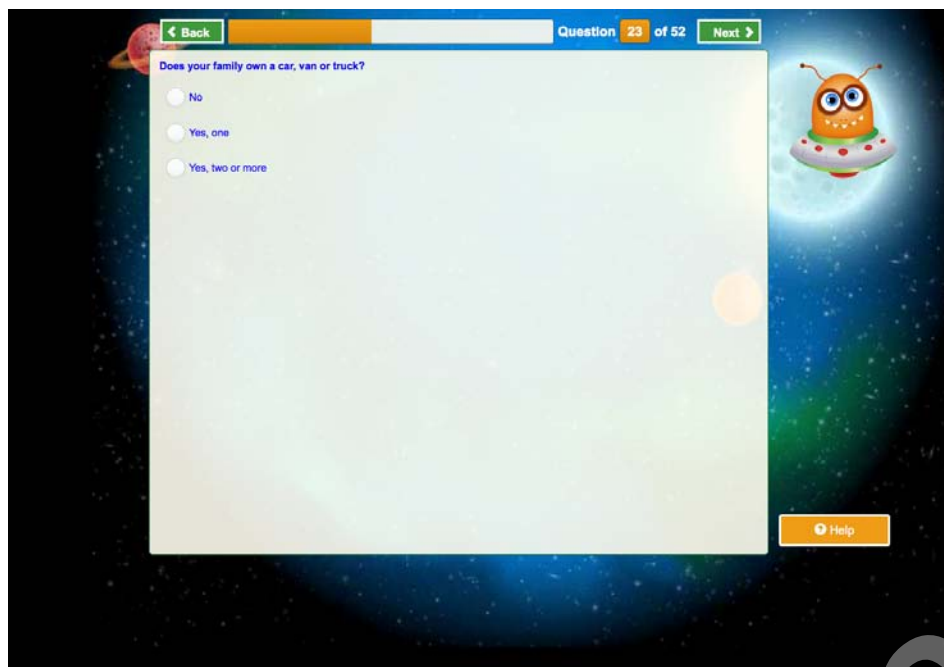 Back
Question 23 of 52
Next
Does your family own a car, van or truck?
No
Yes, one
Yes, two or more
Help